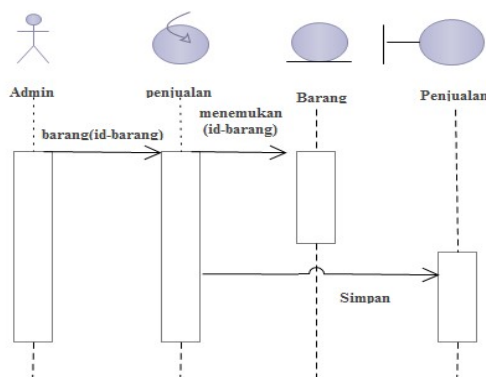 Admin
penjualan
Barang
Penjualan
menemukan
(id-barang)
barang(id-barang)
Simpan